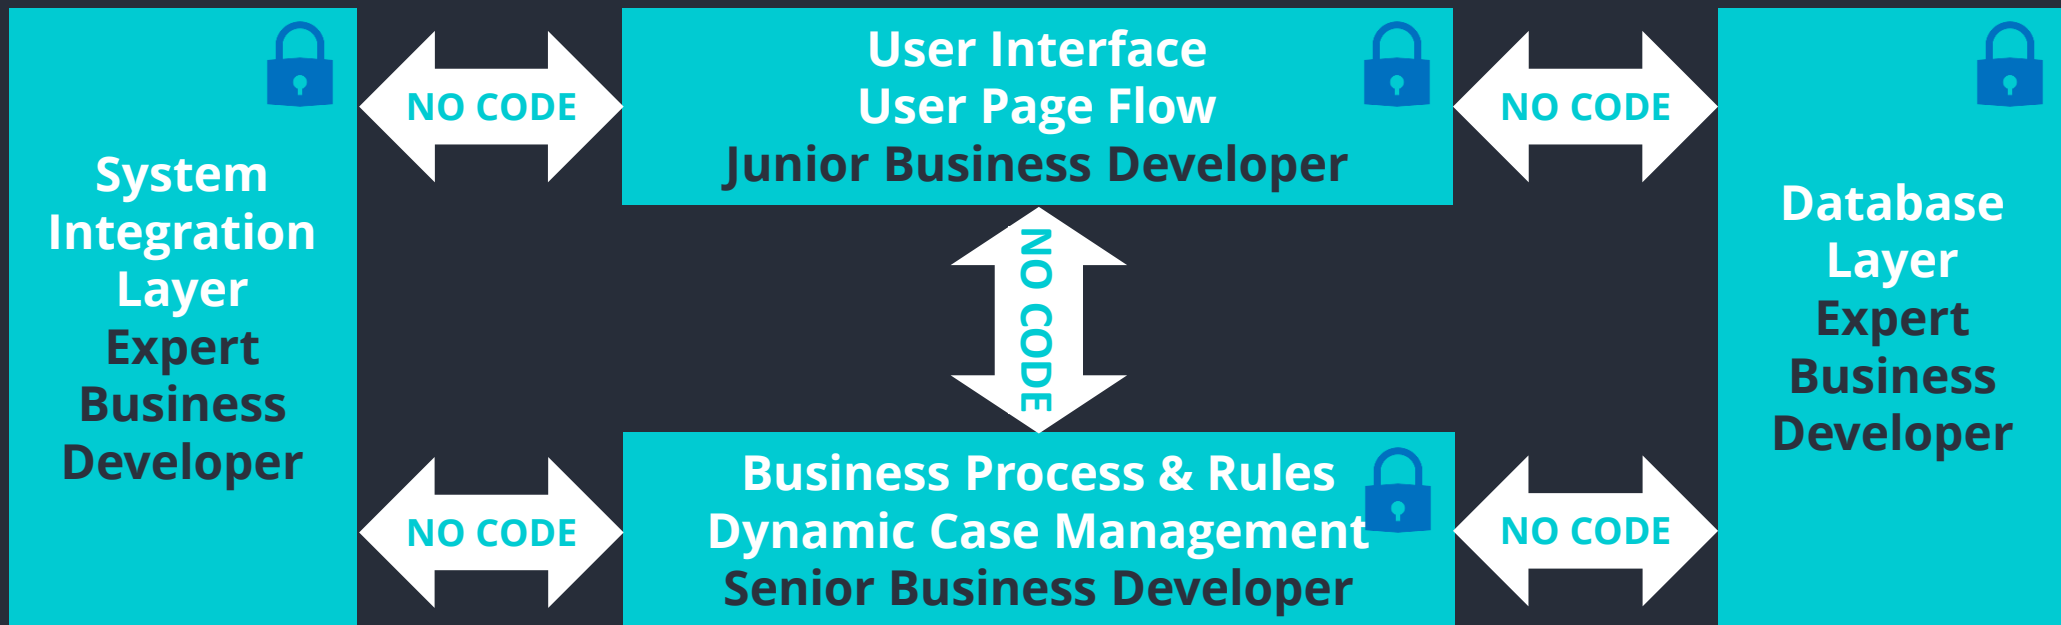 System
Integration
Layer
Expert
Business
Developer
NO CODE
NO CODE
User Interface
User Page Flow
Junior Business Developer
NO CODE
Business Process & Rules
Dynamic Case Management
Senior Business Developer
NO CODE
NO CODE
Database
Layer
Expert
Business
Developer